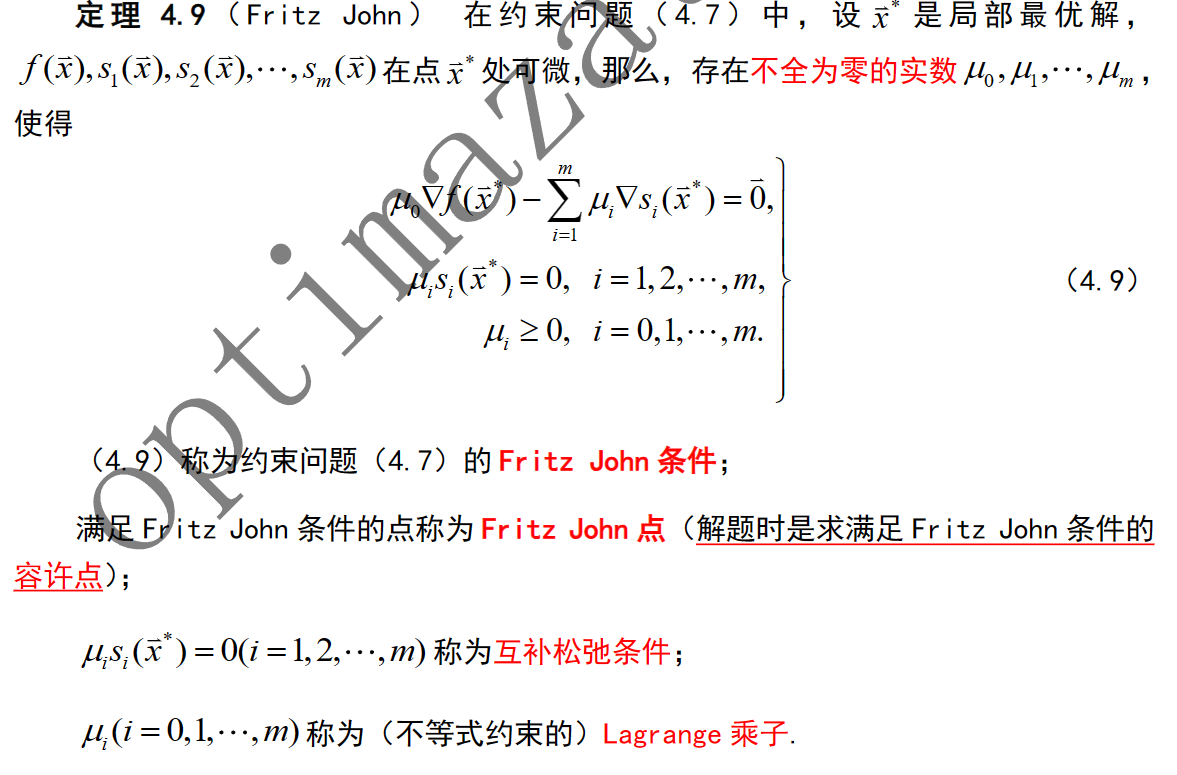 定理 4.9（Fritz John） 在约束问题（4.7）中，设 $\vec{x}^*$ 是局部最优解，
$f(\vec{x}), s_1(\vec{x}), s_2(\vec{x}), \cdots, s_m(\vec{x})$ 在点 $\vec{x}^*$ 处可微，那么，存在不全为零的实数 $\mu_0, \mu_1, \cdots, \mu_m$，
使得
$\mu_0 \nabla f(\vec{x}^*) - \sum_{i=1}^{m} \mu_i \nabla s_i(\vec{x}^*) = \vec{0},$
$\mu_i s_i(\vec{x}^*) = 0, \quad i = 1, 2, \cdots, m,$ （4.9）
$\mu_i \geq 0, \quad i = 0, 1, \cdots, m.$
（4.9）称为约束问题（4.7）的 Fritz John 条件；
满足 Fritz John 条件的点称为 Fritz John 点（解题时是求满足 Fritz John 条件的
容许点）；
$\mu_i s_i(\vec{x}^*) = 0 (i = 1, 2, \cdots, m)$ 称为互补松弛条件；
$\mu_i (i = 0, 1, \cdots, m)$ 称为（不等式约束的）Lagrange 乘子.
optimaza